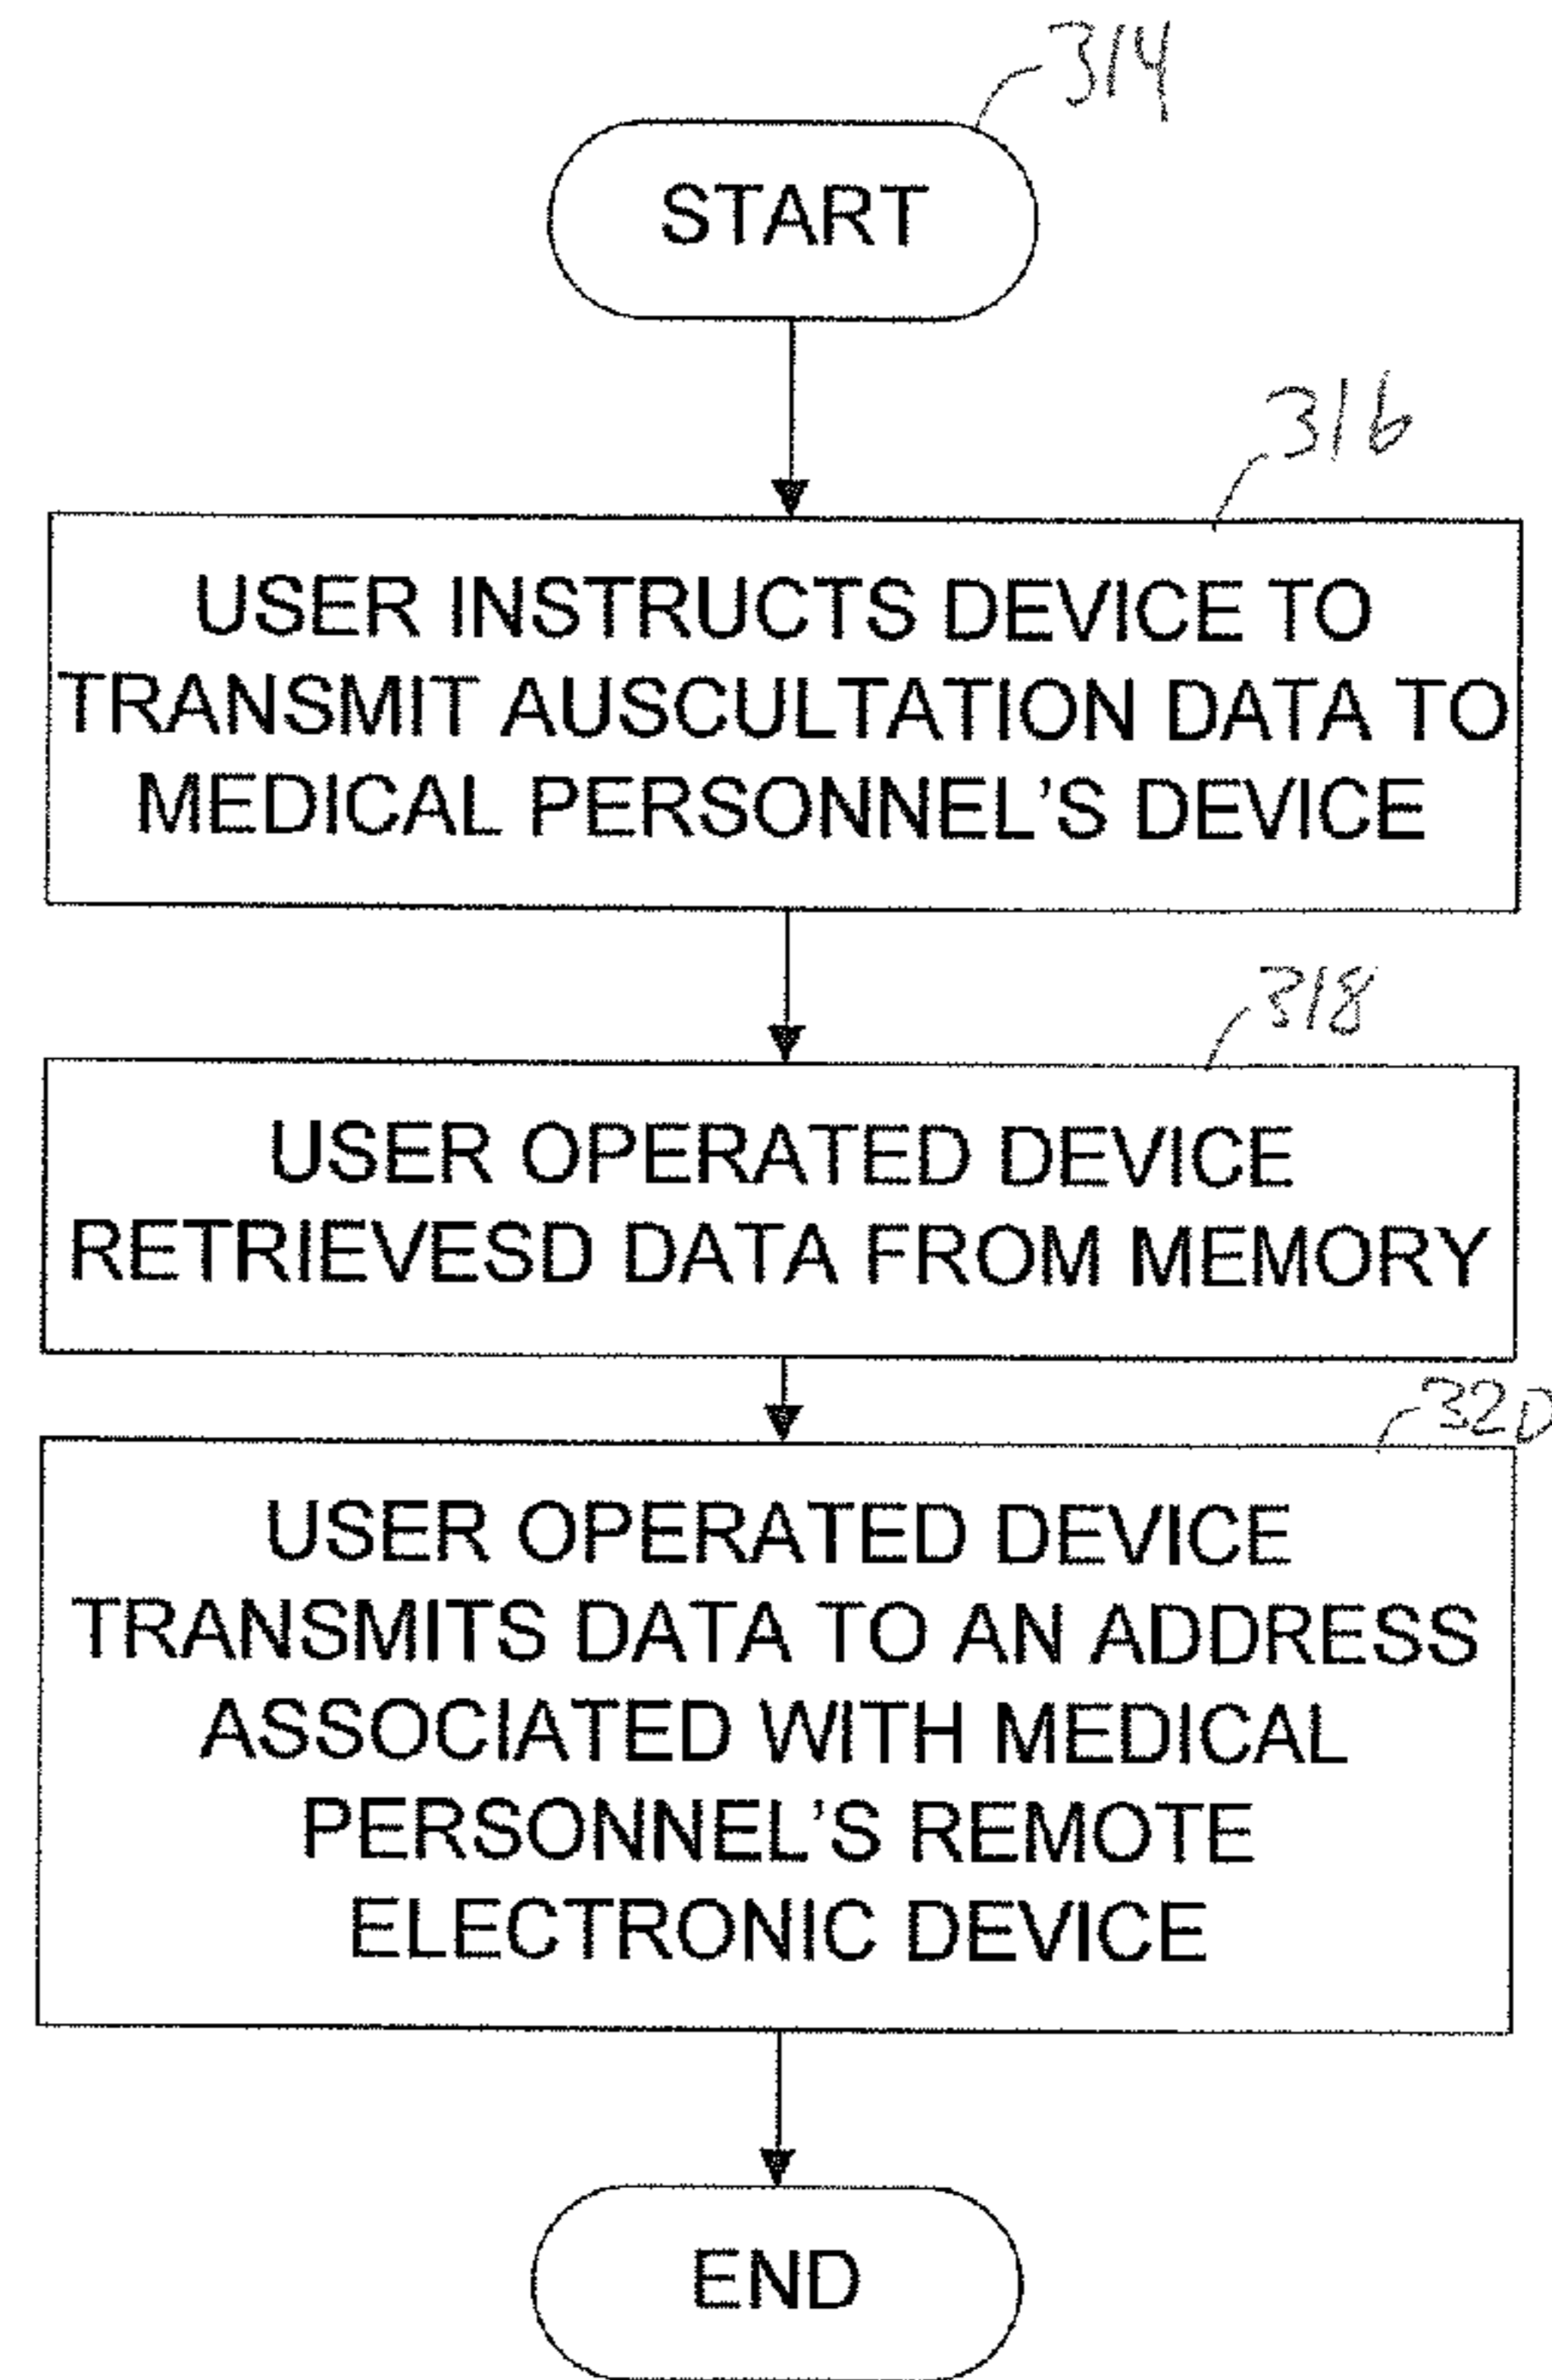 314
START
316
USER INSTRUCTS DEVICE TO
TRANSMIT AUSCULTATION DATA TO
MEDICAL PERSONNEL'S DEVICE
318
USER OPERATED DEVICE
RETRIEVESD DATA FROM MEMORY
320
USER OPERATED DEVICE
TRANSMITS DATA TO AN ADDRESS
ASSOCIATED WITH MEDICAL
PERSONNEL'S REMOTE
ELECTRONIC DEVICE
END